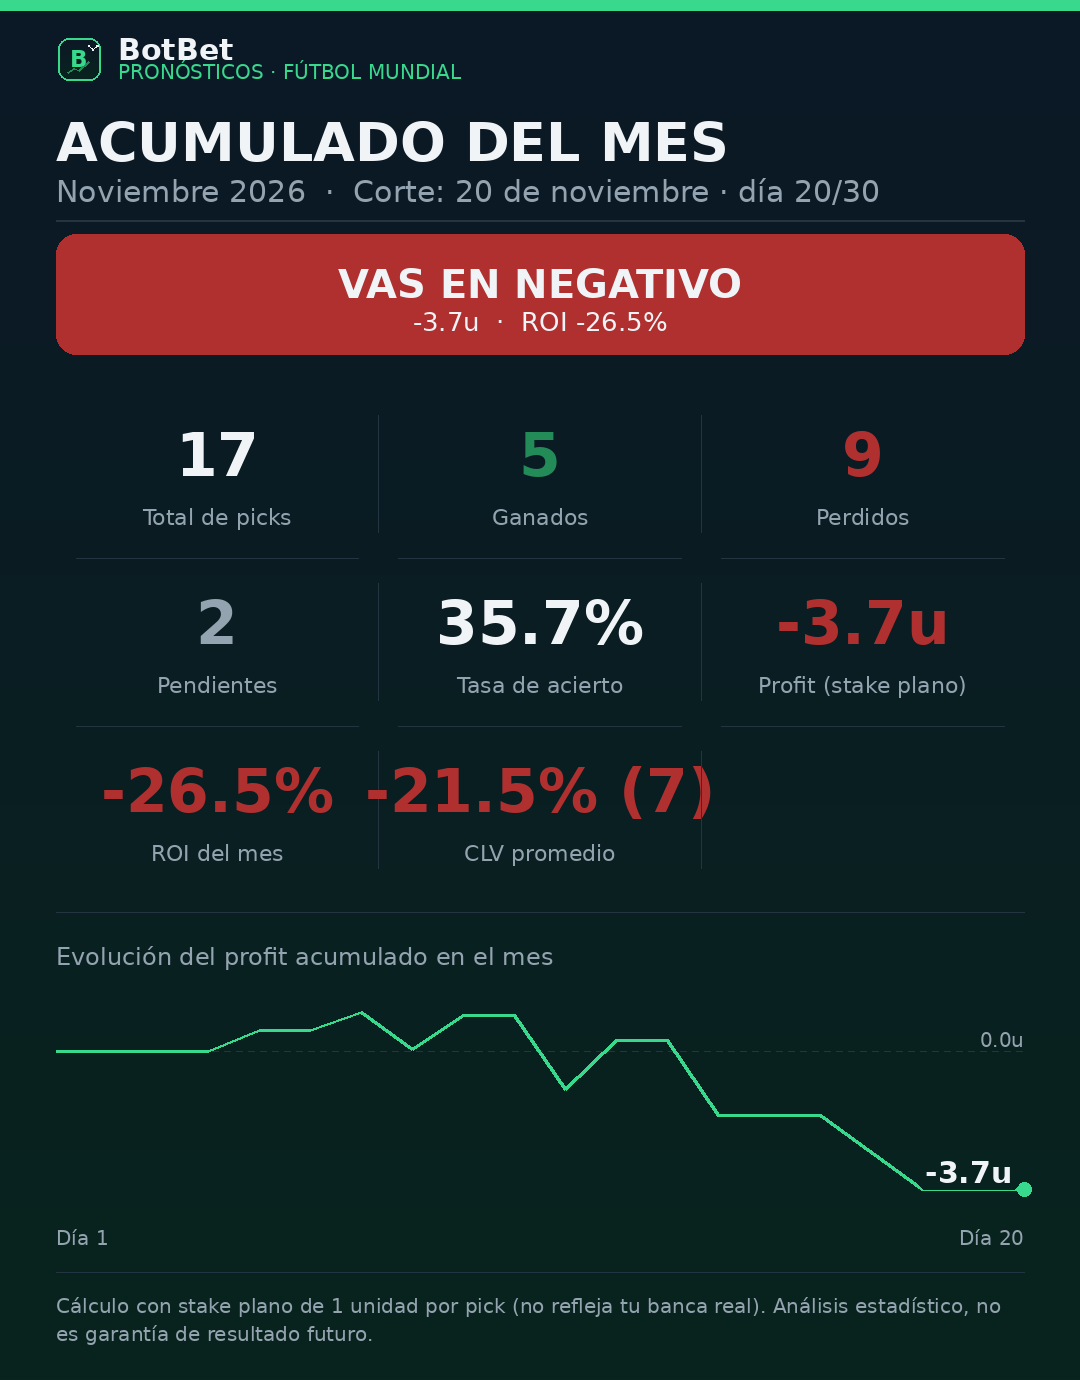 B
BotBet
PRONÓSTICOS · FÚTBOL MUNDIAL
ACUMULADO DEL MES
Noviembre 2026 · Corte: 20 de noviembre · día 20/30
VAS EN NEGATIVO
-3.7u · ROI -26.5%
17
Total de picks
5
Ganados
9
Perdidos
2
Pendientes
35.7%
Tasa de acierto
-3.7u
Profit (stake plano)
-26.5%
ROI del mes
-21.5% (7)
CLV promedio
Evolución del profit acumulado en el mes
0.0u
-3.7u
Día 1
Día 20
Cálculo con stake plano de 1 unidad por pick (no refleja tu banca real). Análisis estadístico, no
es garantía de resultado futuro.